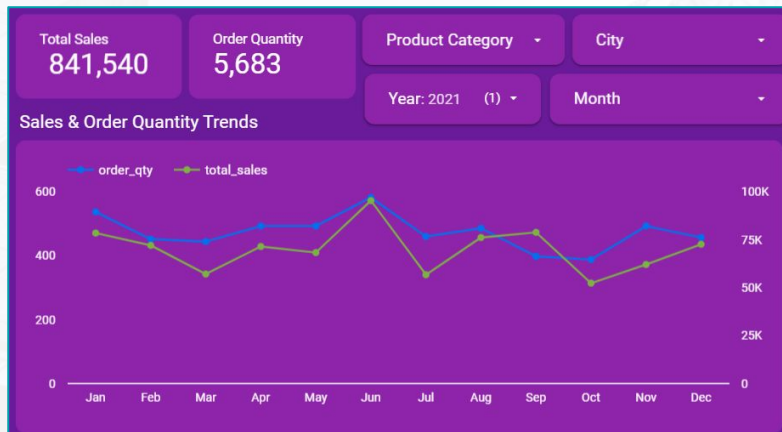 Total Sales
841,540
Order Quantity
5,683
Product Category
City
Year: 2021 (1)
Month
Sales & Order Quantity Trends
order_qty total_sales
600 100K
400 75K
50K
200
25K
0 0
Jan Feb Mar Apr May Jun Jul Aug Sep Oct Nov Dec